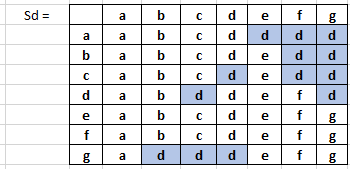 Sd = a b c d e f g
a a b c d d d d
b a b c d e d d
c a b c d e d d
d a b d d e f d
e a b c d e f g
f a b c d e f g
g a d d d e f g